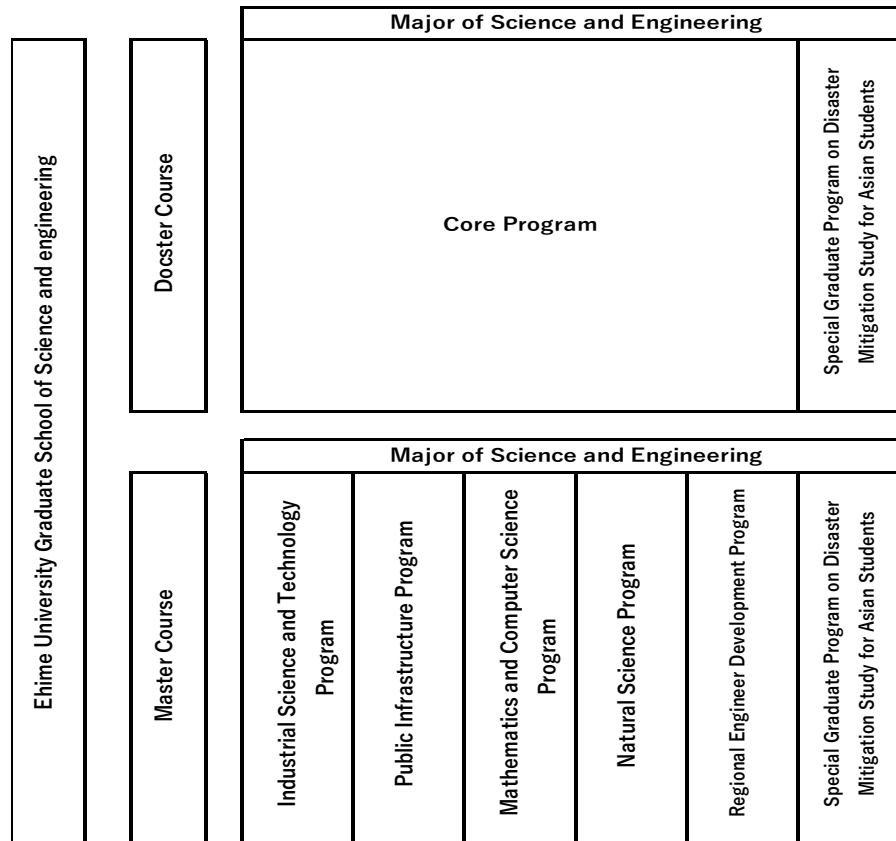 Ehime University Graduate School of Science and engineering
Docster Course
Major of Science and Engineering
Core Program
Special Graduate Program on Disaster
Mitigation Study for Asian Students
Master Course
Major of Science and Engineering
Industrial Science and Technology
Program
Public Infrastructure Program
Mathematics and Computer Science
Program
Natural Science Program
Regional Engineer Development Program
Special Graduate Program on Disaster
Mitigation Study for Asian Students